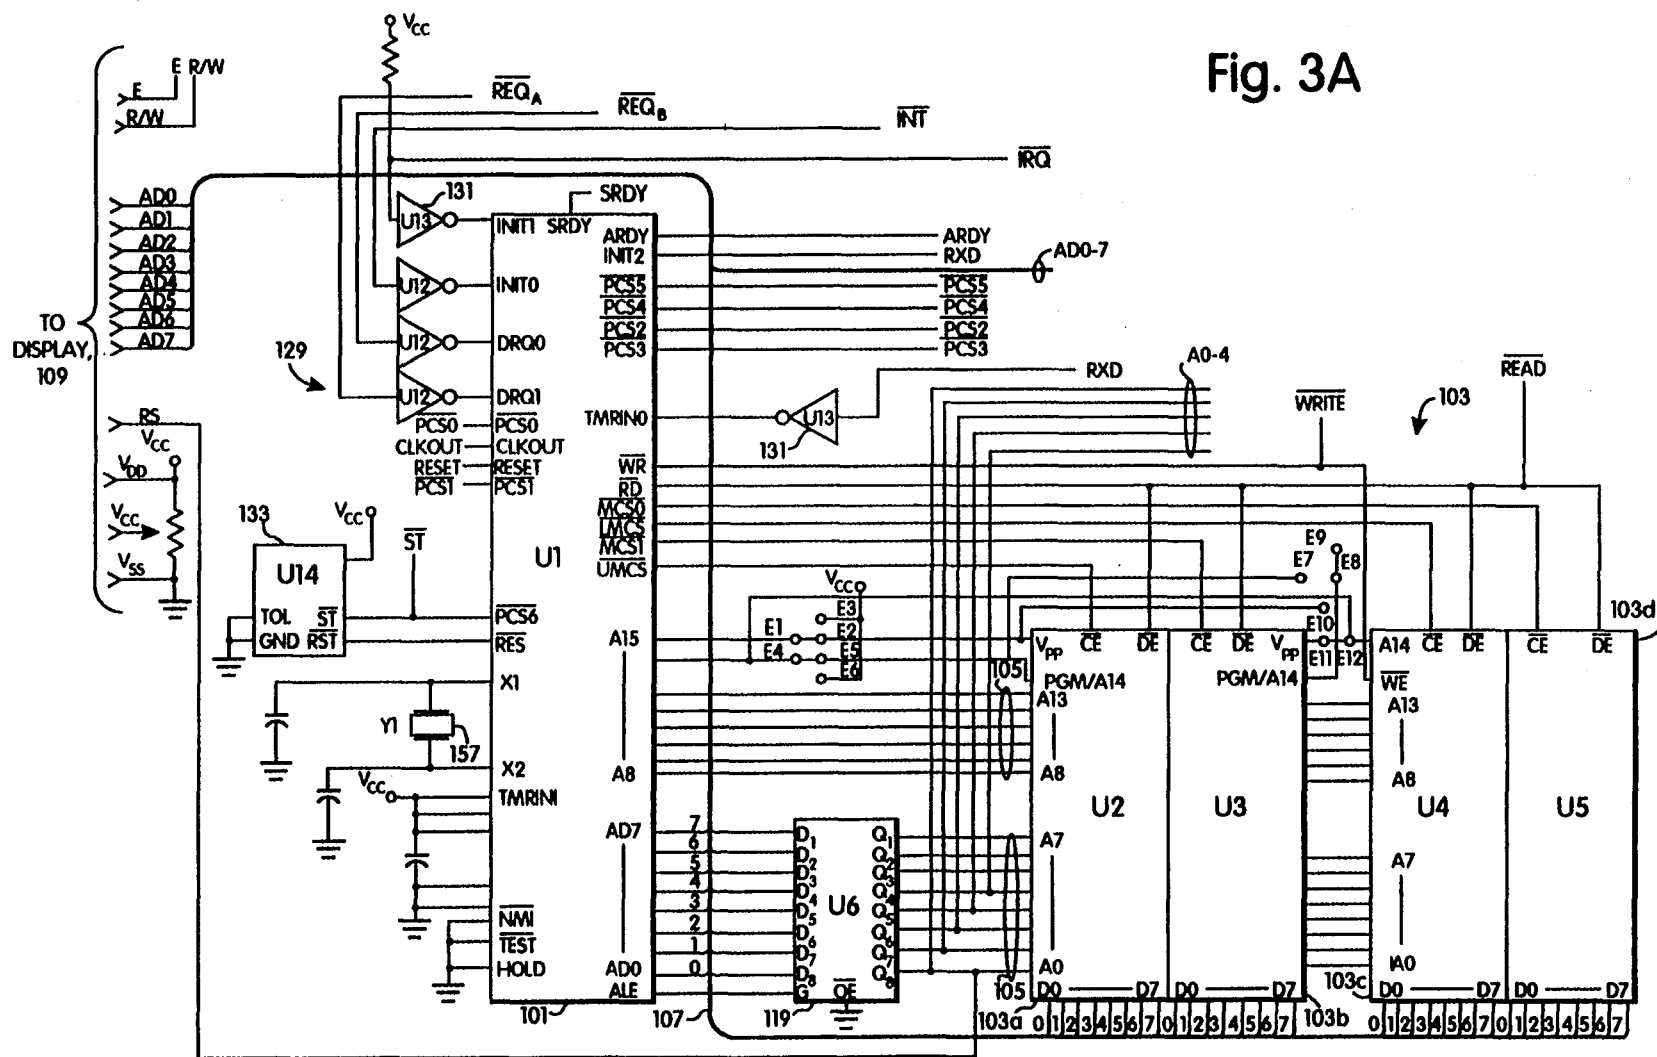 Fig. 3A
VCC
E R/W
E
R/W
REQA
REQB
INT
IRQ
AD0
AD1
AD2
AD3
AD4
AD5
AD6
AD7
TO
DISPLAY,
109
RS
VCC
VDD
VCC
VSS
131
U13
U12
U12
U12
129
SRDY
INIT1 SRDY
INIT0
DRQ0
DRQ1
PCS0 PCS0
CLKOUT CLKOUT
RESET RESET
PCS1 PCS1
ARDY ARDY
INIT2 RXD
AD0-7
PCS5 PCS5
PCS4 PCS4
PCS2 PCS2
PCS3 PCS3
TMRIN0
U13
131
RXD
A0-4
WRITE
READ
103
WR
RD
MCS0
LMCS
MCS1
UMCS
133
VCC
U14
TOL ST
GND RST
ST
U1
PCS6
RES
X1
Y1
157
X2
VCC
TMRIN1
NMI
TEST
HOLD
A15
A8
AD7
AD0
ALE
101
107
7
6
5
4
3
2
1
0
VCC
E3
E1 E2
E4 E5
E6
E9
E7 E8
E10
E11 E12
D1 Q1
D2 Q2
D3 Q3
D4 Q4
D5 Q5
D6 Q6
D7 Q7
D8 Q8
U6
G OE
119
105
105
VPP CE DE
PGM/A14
A13
A8
U2
A7
A0
D0 D7
103a
CE DE VPP
PGM/A14
U3
D0 D7
103b
A14 CE DE
WE
A13
A8
U4
A7
IA0
D0 D7
103c
CE DE
U5
D0 D7
103d
0 1 2 3 4 5 6 7 0 1 2 3 4 5 6 7
0 1 2 3 4 5 6 7 0 1 2 3 4 5 6 7